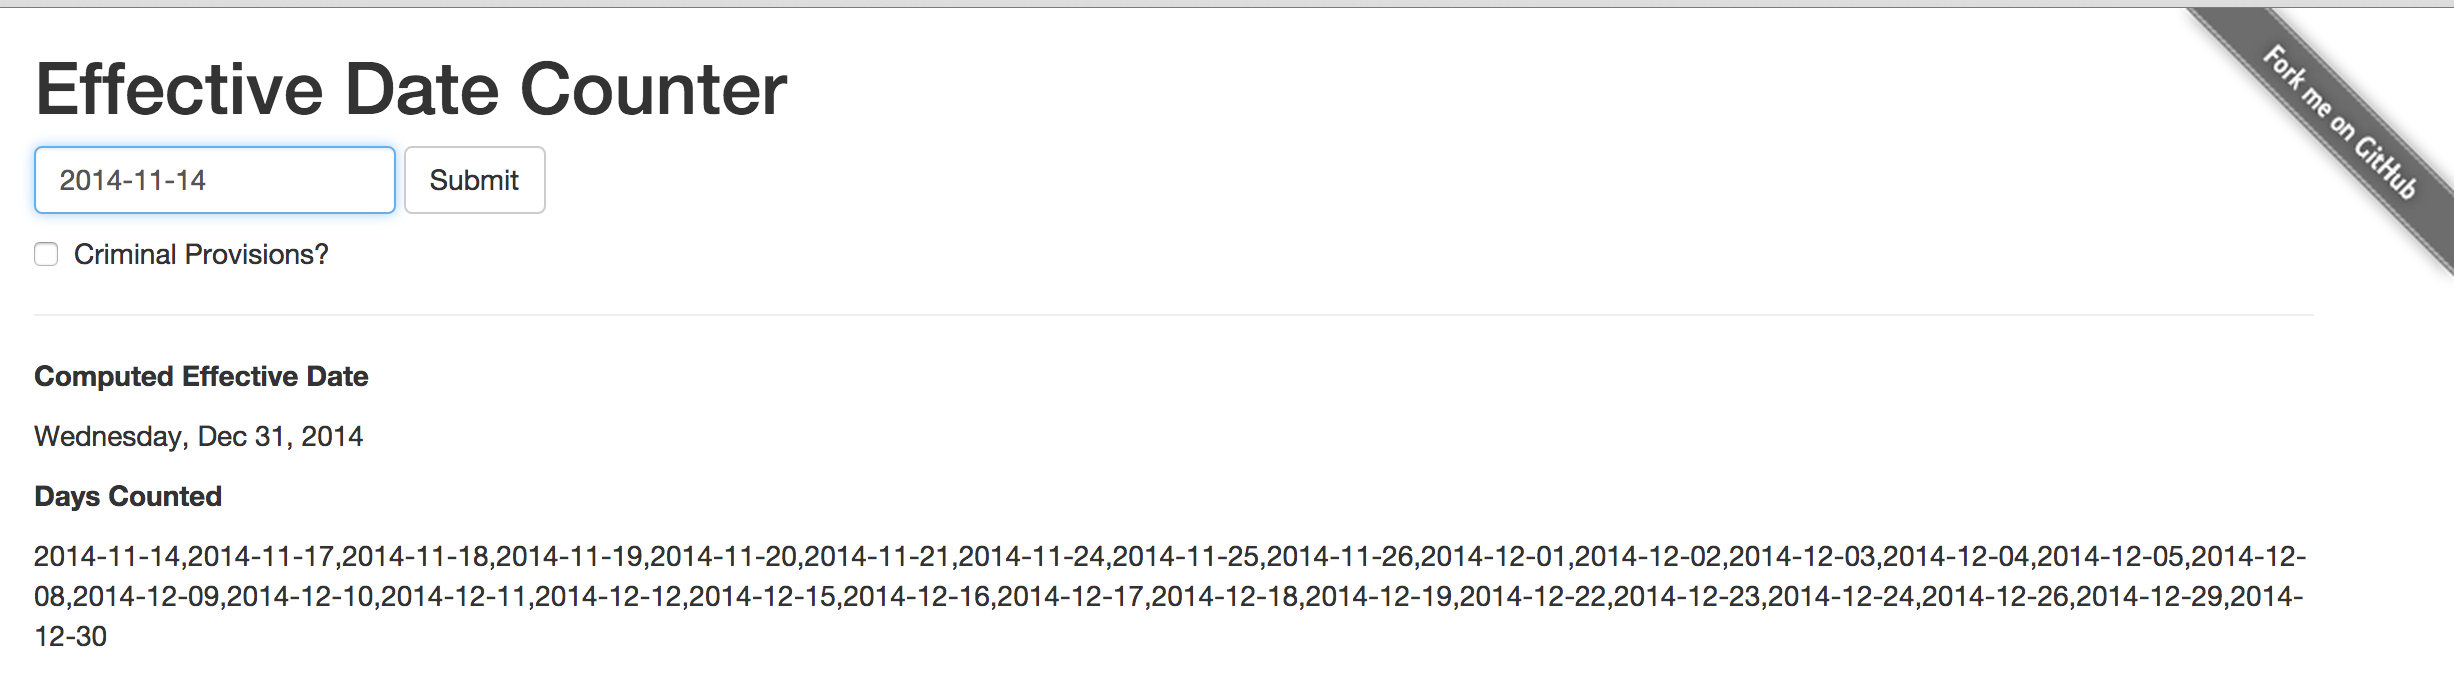 Effective Date Counter
Fork me on GitHub
2014-11-14 Submit
Criminal Provisions?
Computed Effective Date
Wednesday, Dec 31, 2014
Days Counted
2014-11-14,2014-11-17,2014-11-18,2014-11-19,2014-11-20,2014-11-21,2014-11-24,2014-11-25,2014-11-26,2014-12-01,2014-12-02,2014-12-03,2014-12-04,2014-12-05,2014-12-
08,2014-12-09,2014-12-10,2014-12-11,2014-12-12,2014-12-15,2014-12-16,2014-12-17,2014-12-18,2014-12-19,2014-12-22,2014-12-23,2014-12-24,2014-12-26,2014-12-29,2014-
12-30